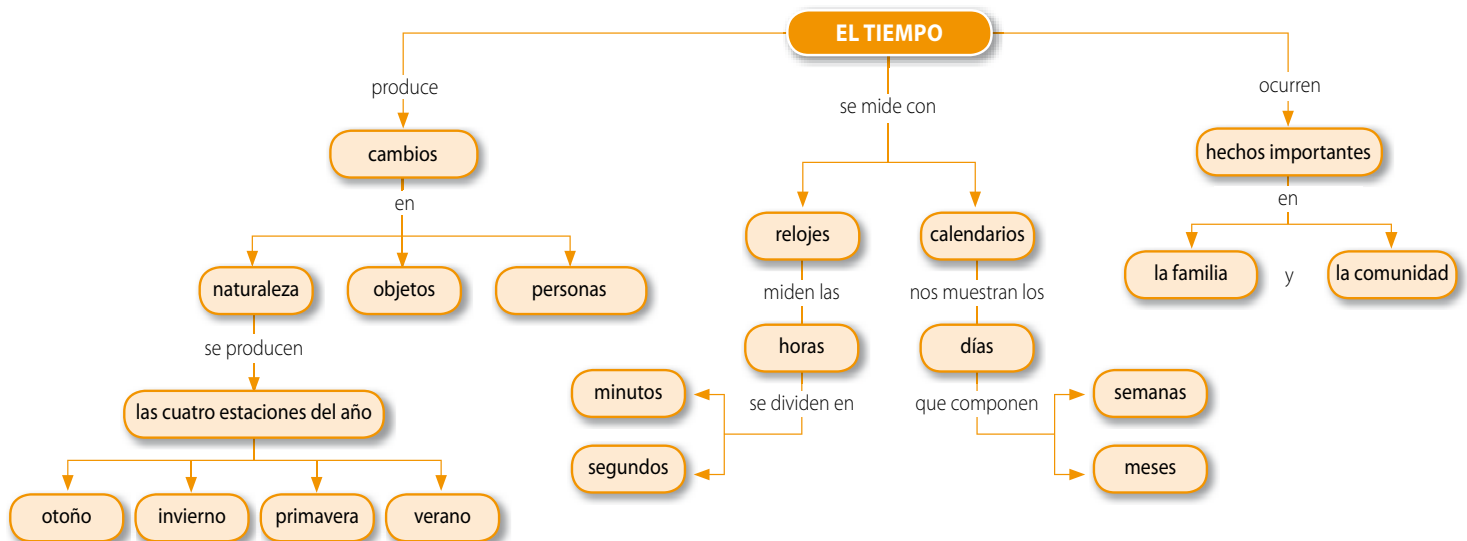 EL TIEMPO
produce
cambios
en
naturaleza
objetos
personas
se producen
las cuatro estaciones del año
otoño
invierno
primavera
verano
se mide con
relojes
miden las
horas
se dividen en
minutos
segundos
calendarios
nos muestran los
días
que componen
semanas
meses
ocurren
hechos importantes
en
la familia
y
la comunidad